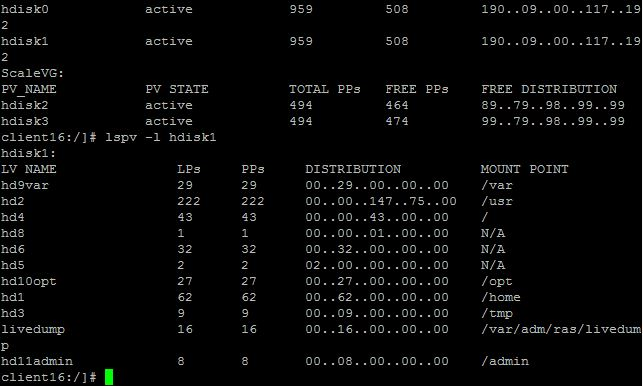 hdisk0            active            959         508         190..09..00..117..19
2
hdisk1            active            959         508         190..09..00..117..19
2
ScaleVG:
PV_NAME           PV STATE          TOTAL PPs   FREE PPs    FREE DISTRIBUTION
hdisk2            active            494         464         89..79..98..99..99
hdisk3            active            494         474         99..79..98..99..99
client16:/]# lspv -l hdisk1
hdisk1:
LV NAME               LPs     PPs     DISTRIBUTION          MOUNT POINT
hd9var                29      29      00..29..00..00..00    /var
hd2                   222     222     00..00..147..75..00   /usr
hd4                   43      43      00..00..43..00..00    /
hd8                   1       1       00..00..01..00..00    N/A
hd6                   32      32      00..32..00..00..00    N/A
hd5                   2       2       02..00..00..00..00    N/A
hd10opt               27      27      00..27..00..00..00    /opt
hd1                   62      62      00..62..00..00..00    /home
hd3                   9       9       00..09..00..00..00    /tmp
livedump              16      16      00..16..00..00..00    /var/adm/ras/livedum
p
hd11admin             8       8       00..08..00..00..00    /admin
client16:/]#